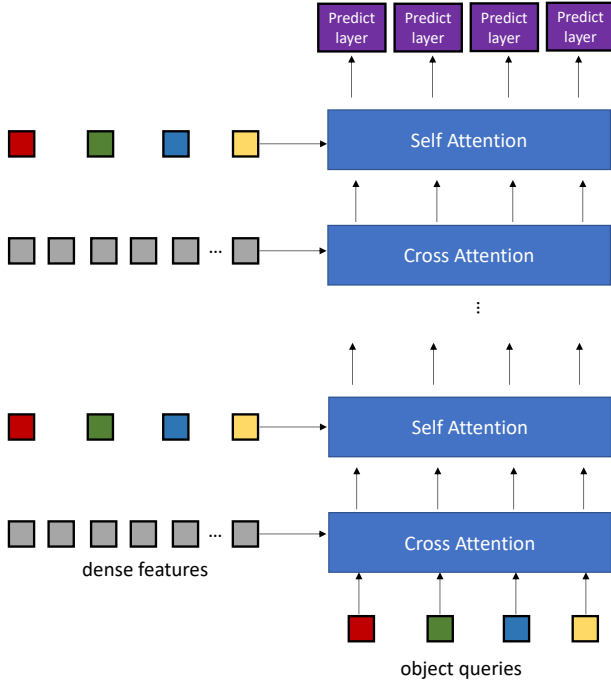 Predict Predict Predict Predict
layer layer layer layer
Self Attention
... Cross Attention
...
Self Attention
... Cross Attention
dense features
object queries